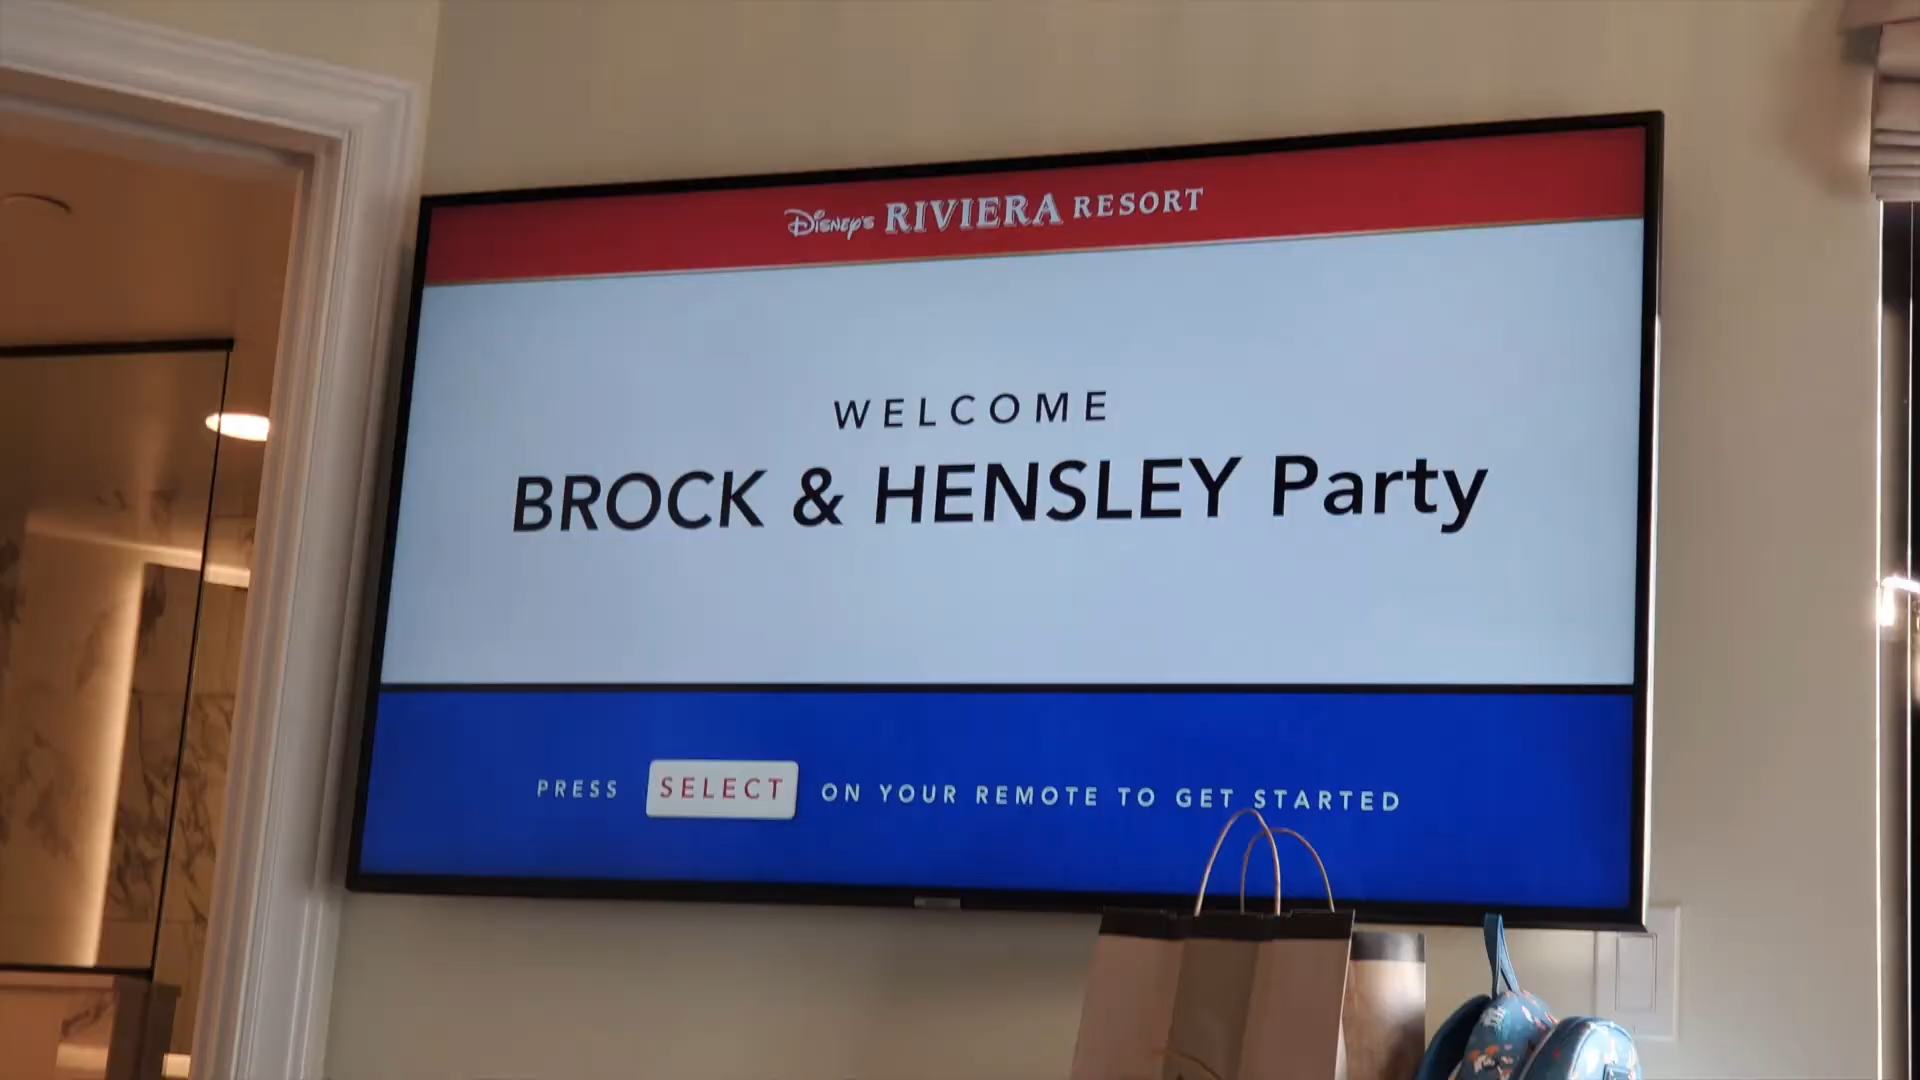 Disney's RIVIERA RESORT
WELCOME
BROCK & HENSLEY Party
PRESS SELECT ON YOUR REMOTE TO GET STARTED